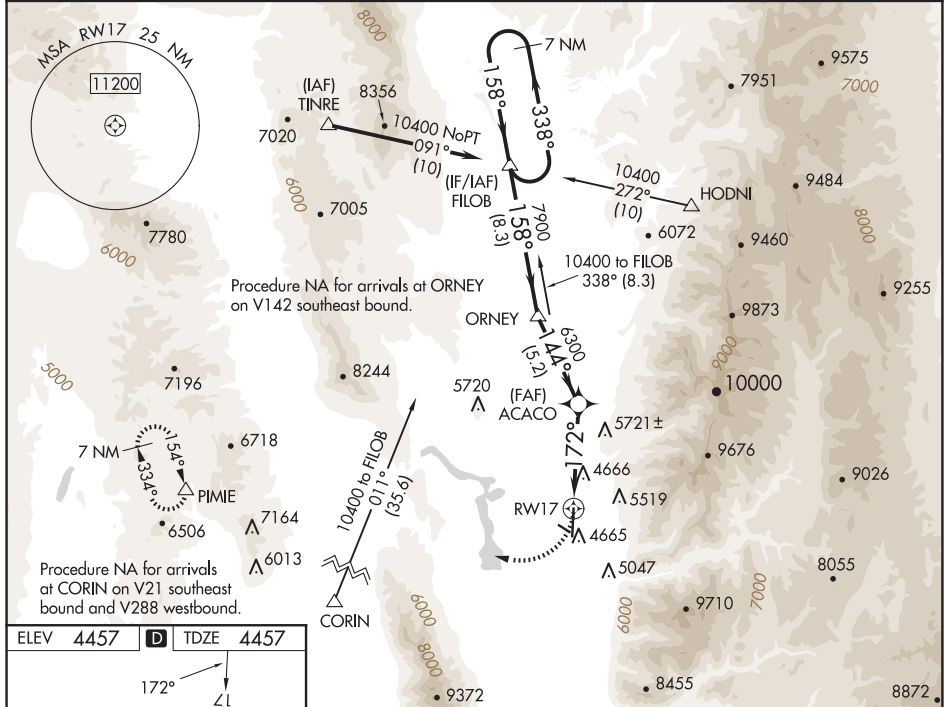 MSA RW17 25 NM
11200
8000
7 NM
9575
7951
7000
(IAF)
TINRE
8356
158°
338°
7020
10400 NoPT
091°
(10)
(IF/IAF)
FILOB
10400
272°
(10)
HODNI
9484
6000
7005
7780
6000
158°
(8.3)
7900
6072
9460
8000
10400 to FILOB
338° (8.3)
Procedure NA for arrivals at ORNEY
on V142 southeast bound.
9255
ORNEY
9873
6300
144°
(5.2)
9000
5000
7196
8244
10000
5720
(FAF)
ACACO
5721±
6718
7 NM
154°
334°
172°
9676
4666
9026
PIMIE
10400 to FILOB
011°
(35.6)
5519
RW17
6506
7164
4665
6013
5047
8055
Procedure NA for arrivals
at CORIN on V21 southeast
bound and V288 westbound.
7000
CORIN
6000
6000
9710
ELEV 4457 D TDZE 4457
8000
172°
17
9372
8455
8872